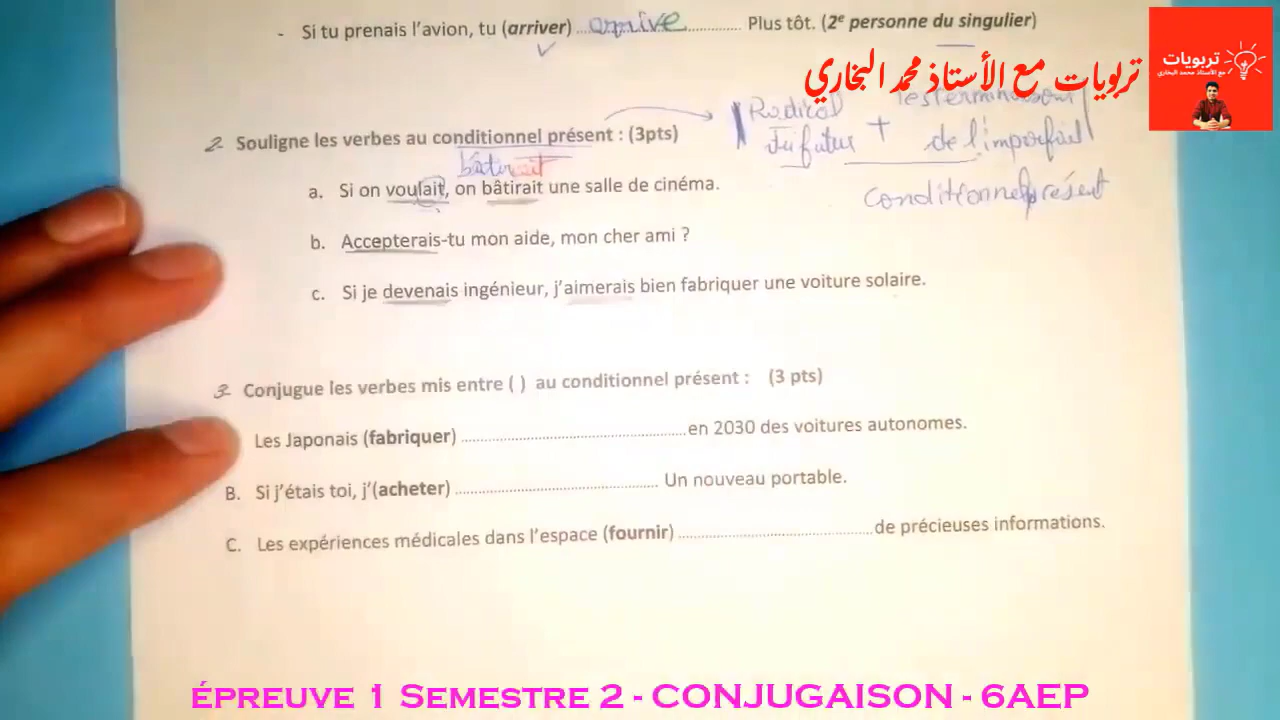 - Si tu prenais l'avion, tu (arriver) ...arrive............ Plus tôt. (2e personne du singulier)
تربويات
مع الأستاذ محمد البخاري
تربويات مع الأستاذ محمد البخاري
Radical les terminaisons
2 Souligne les verbes au conditionnel présent : (3pts)
du futur + de l'imparfait
bâtirait
conditionnel présent
a. Si on voulait, on bâtirait une salle de cinéma.
b. Accepterais-tu mon aide, mon cher ami ?
c. Si je devenais ingénieur, j'aimerais bien fabriquer une voiture solaire.
3 Conjugue les verbes mis entre ( ) au conditionnel présent : (3 pts)
Les Japonais (fabriquer) ................................................en 2030 des voitures autonomes.
B. Si j'étais toi, j'(acheter) ........................................... Un nouveau portable.
C. Les expériences médicales dans l'espace (fournir) ..........................................de précieuses informations.
épreuve 1 Semestre 2 - CONJUGAISON - 6AEP